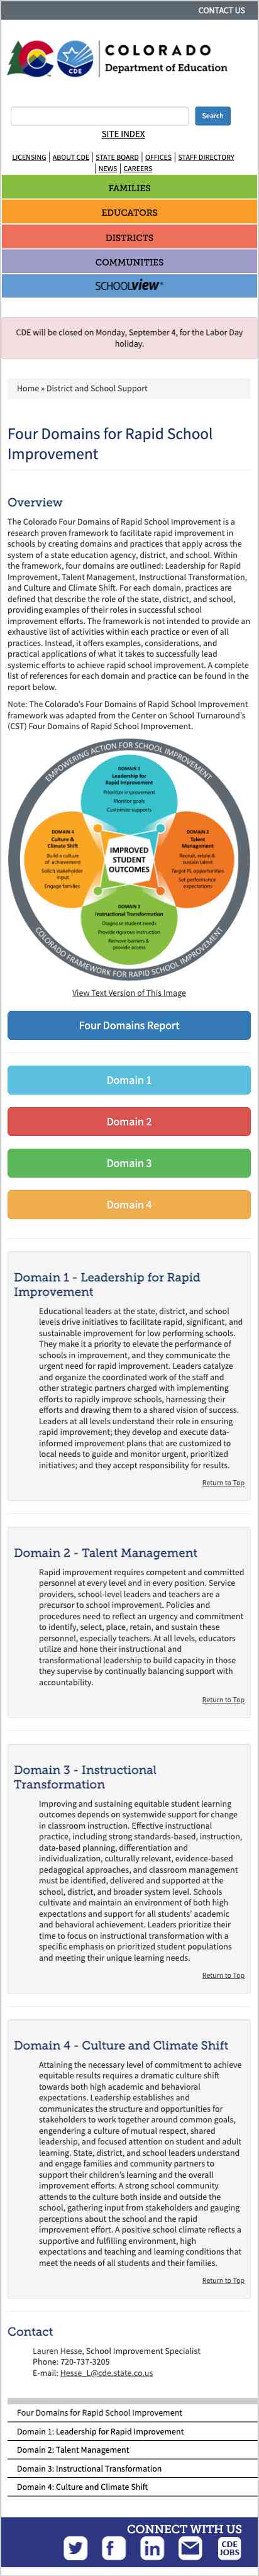 CONTACT US
COLORADO
Department of Education
CDE
Search
SITE INDEX
LICENSING | ABOUT CDE | STATE BOARD | OFFICES | STAFF DIRECTORY
| NEWS | CAREERS
FAMILIES
EDUCATORS
DISTRICTS
COMMUNITIES
SCHOOLVIEW®
CDE will be closed on Monday, September 4, for the Labor Day
holiday.
Home » District and School Support
Four Domains for Rapid School
Improvement
Overview
The Colorado Four Domains of Rapid School Improvement is a
research proven framework to facilitate rapid improvement in
schools by creating domains and practices that apply across the
system of a state education agency, district, and school. Within
the framework, four domains are outlined: Leadership for Rapid
Improvement, Talent Management, Instructional Transformation,
and Culture and Climate Shift. For each domain, practices are
defined that describe the role of the state, district, and school,
providing examples of their roles in successful school
improvement efforts. The framework is not intended to provide an
exhaustive list of activities within each practice or even of all
practices. Instead, it offers examples, considerations, and
practical applications of what it takes to successfully lead
systemic efforts to achieve rapid school improvement. A complete
list of references for each domain and practice can be found in the
report below.
Note: The Colorado's Four Domains of Rapid School Improvement
framework was adapted from the Center on School Turnaround's
(CST) Four Domains of Rapid School Improvement.
EMPOWERING ACTION FOR SCHOOL IMPROVEMENT
DOMAIN 1
Leadership for
Rapid Improvement
Prioritize improvement
Monitor goals
Customize supports
DOMAIN 4
Culture &
Climate Shift
Build a culture
of achievement
Solicit stakeholder
input
Engage families
IMPROVED
STUDENT
OUTCOMES
DOMAIN 2
Talent
Management
Recruit, retain &
sustain talent
Target PL opportunities
Set performance
expectations
DOMAIN 3
Instructional Transformation
Diagnose student needs
Provide rigorous instruction
Remove barriers &
provide access
COLORADO FRAMEWORK FOR RAPID SCHOOL IMPROVEMENT
View Text Version of This Image
Four Domains Report
Domain 1
Domain 2
Domain 3
Domain 4
Domain 1 - Leadership for Rapid
Improvement
Educational leaders at the state, district, and school
levels drive initiatives to facilitate rapid, significant, and
sustainable improvement for low performing schools.
They make it a priority to elevate the performance of
schools in improvement, and they communicate the
urgent need for rapid improvement. Leaders catalyze
and organize the coordinated work of the staff and
other strategic partners charged with implementing
efforts to rapidly improve schools, harnessing their
efforts and drawing them to a shared vision of success.
Leaders at all levels understand their role in ensuring
rapid improvement; they develop and execute data-
informed improvement plans that are customized to
local needs to guide and monitor urgent, prioritized
initiatives; and they accept responsibility for results.
Return to Top
Domain 2 - Talent Management
Rapid improvement requires competent and committed
personnel at every level and in every position. Service
providers, school-level leaders and teachers are a
precursor to school improvement. Policies and
procedures need to reflect an urgency and commitment
to identify, select, place, retain, and sustain these
personnel, especially teachers. At all levels, educators
utilize and hone their instructional and
transformational leadership to build capacity in those
they supervise by continually balancing support with
accountability.
Return to Top
Domain 3 - Instructional
Transformation
Improving and sustaining equitable student learning
outcomes depends on systemwide support for change
in classroom instruction. Effective instructional
practice, including strong standards-based, instruction,
data-based planning, differentiation and
individualization, culturally relevant, evidence-based
pedagogical approaches, and classroom management
must be identified, delivered and supported at the
school, district, and broader system level. Schools
cultivate and maintain an environment of both high
expectations and support for all students' academic
and behavioral achievement. Leaders prioritize their
time to focus on instructional transformation with a
specific emphasis on prioritized student populations
and meeting their unique learning needs.
Return to Top
Domain 4 - Culture and Climate Shift
Attaining the necessary level of commitment to achieve
equitable results requires a dramatic culture shift
towards both high academic and behavioral
expectations. Leadership establishes and
communicates the structure and opportunities for
stakeholders to work together around common goals,
engendering a culture of mutual respect, shared
leadership, and focused attention on student and adult
learning. State, district, and school leaders understand
and engage families and community partners to
support their children's learning and the overall
improvement efforts. A strong school community
attends to the culture both inside and outside the
school, gathering input from stakeholders and gauging
perceptions about the school and the rapid
improvement effort. A positive school climate reflects a
supportive and fulfilling environment, high
expectations and teaching and learning conditions that
meet the needs of all students and their families.
Return to Top
Contact
Lauren Hesse, School Improvement Specialist
Phone: 720-737-3205
E-mail: Hesse_L@cde.state.co.us
Four Domains for Rapid School Improvement
Domain 1: Leadership for Rapid Improvement
Domain 2: Talent Management
Domain 3: Instructional Transformation
Domain 4: Culture and Climate Shift
CONNECT WITH US
CDE
JOBS